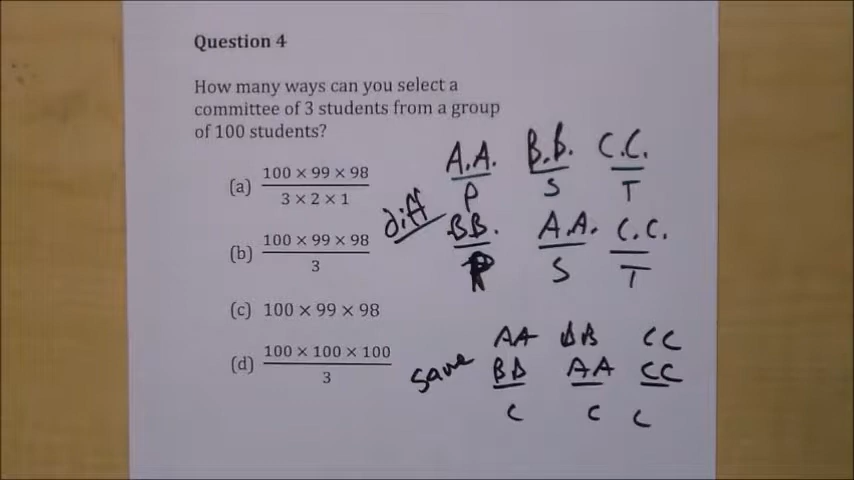 Question 4
How many ways can you select a
committee of 3 students from a group
of 100 students?
(a) 100 × 99 × 98
3 × 2 × 1
(b) 100 × 99 × 98
3
(c) 100 × 99 × 98
(d) 100 × 100 × 100
3
A.A. B.B. C.C.
P S T
diff
BB. A.A. C.C.
P S T
AA BB CC
same BB AA CC
C C C